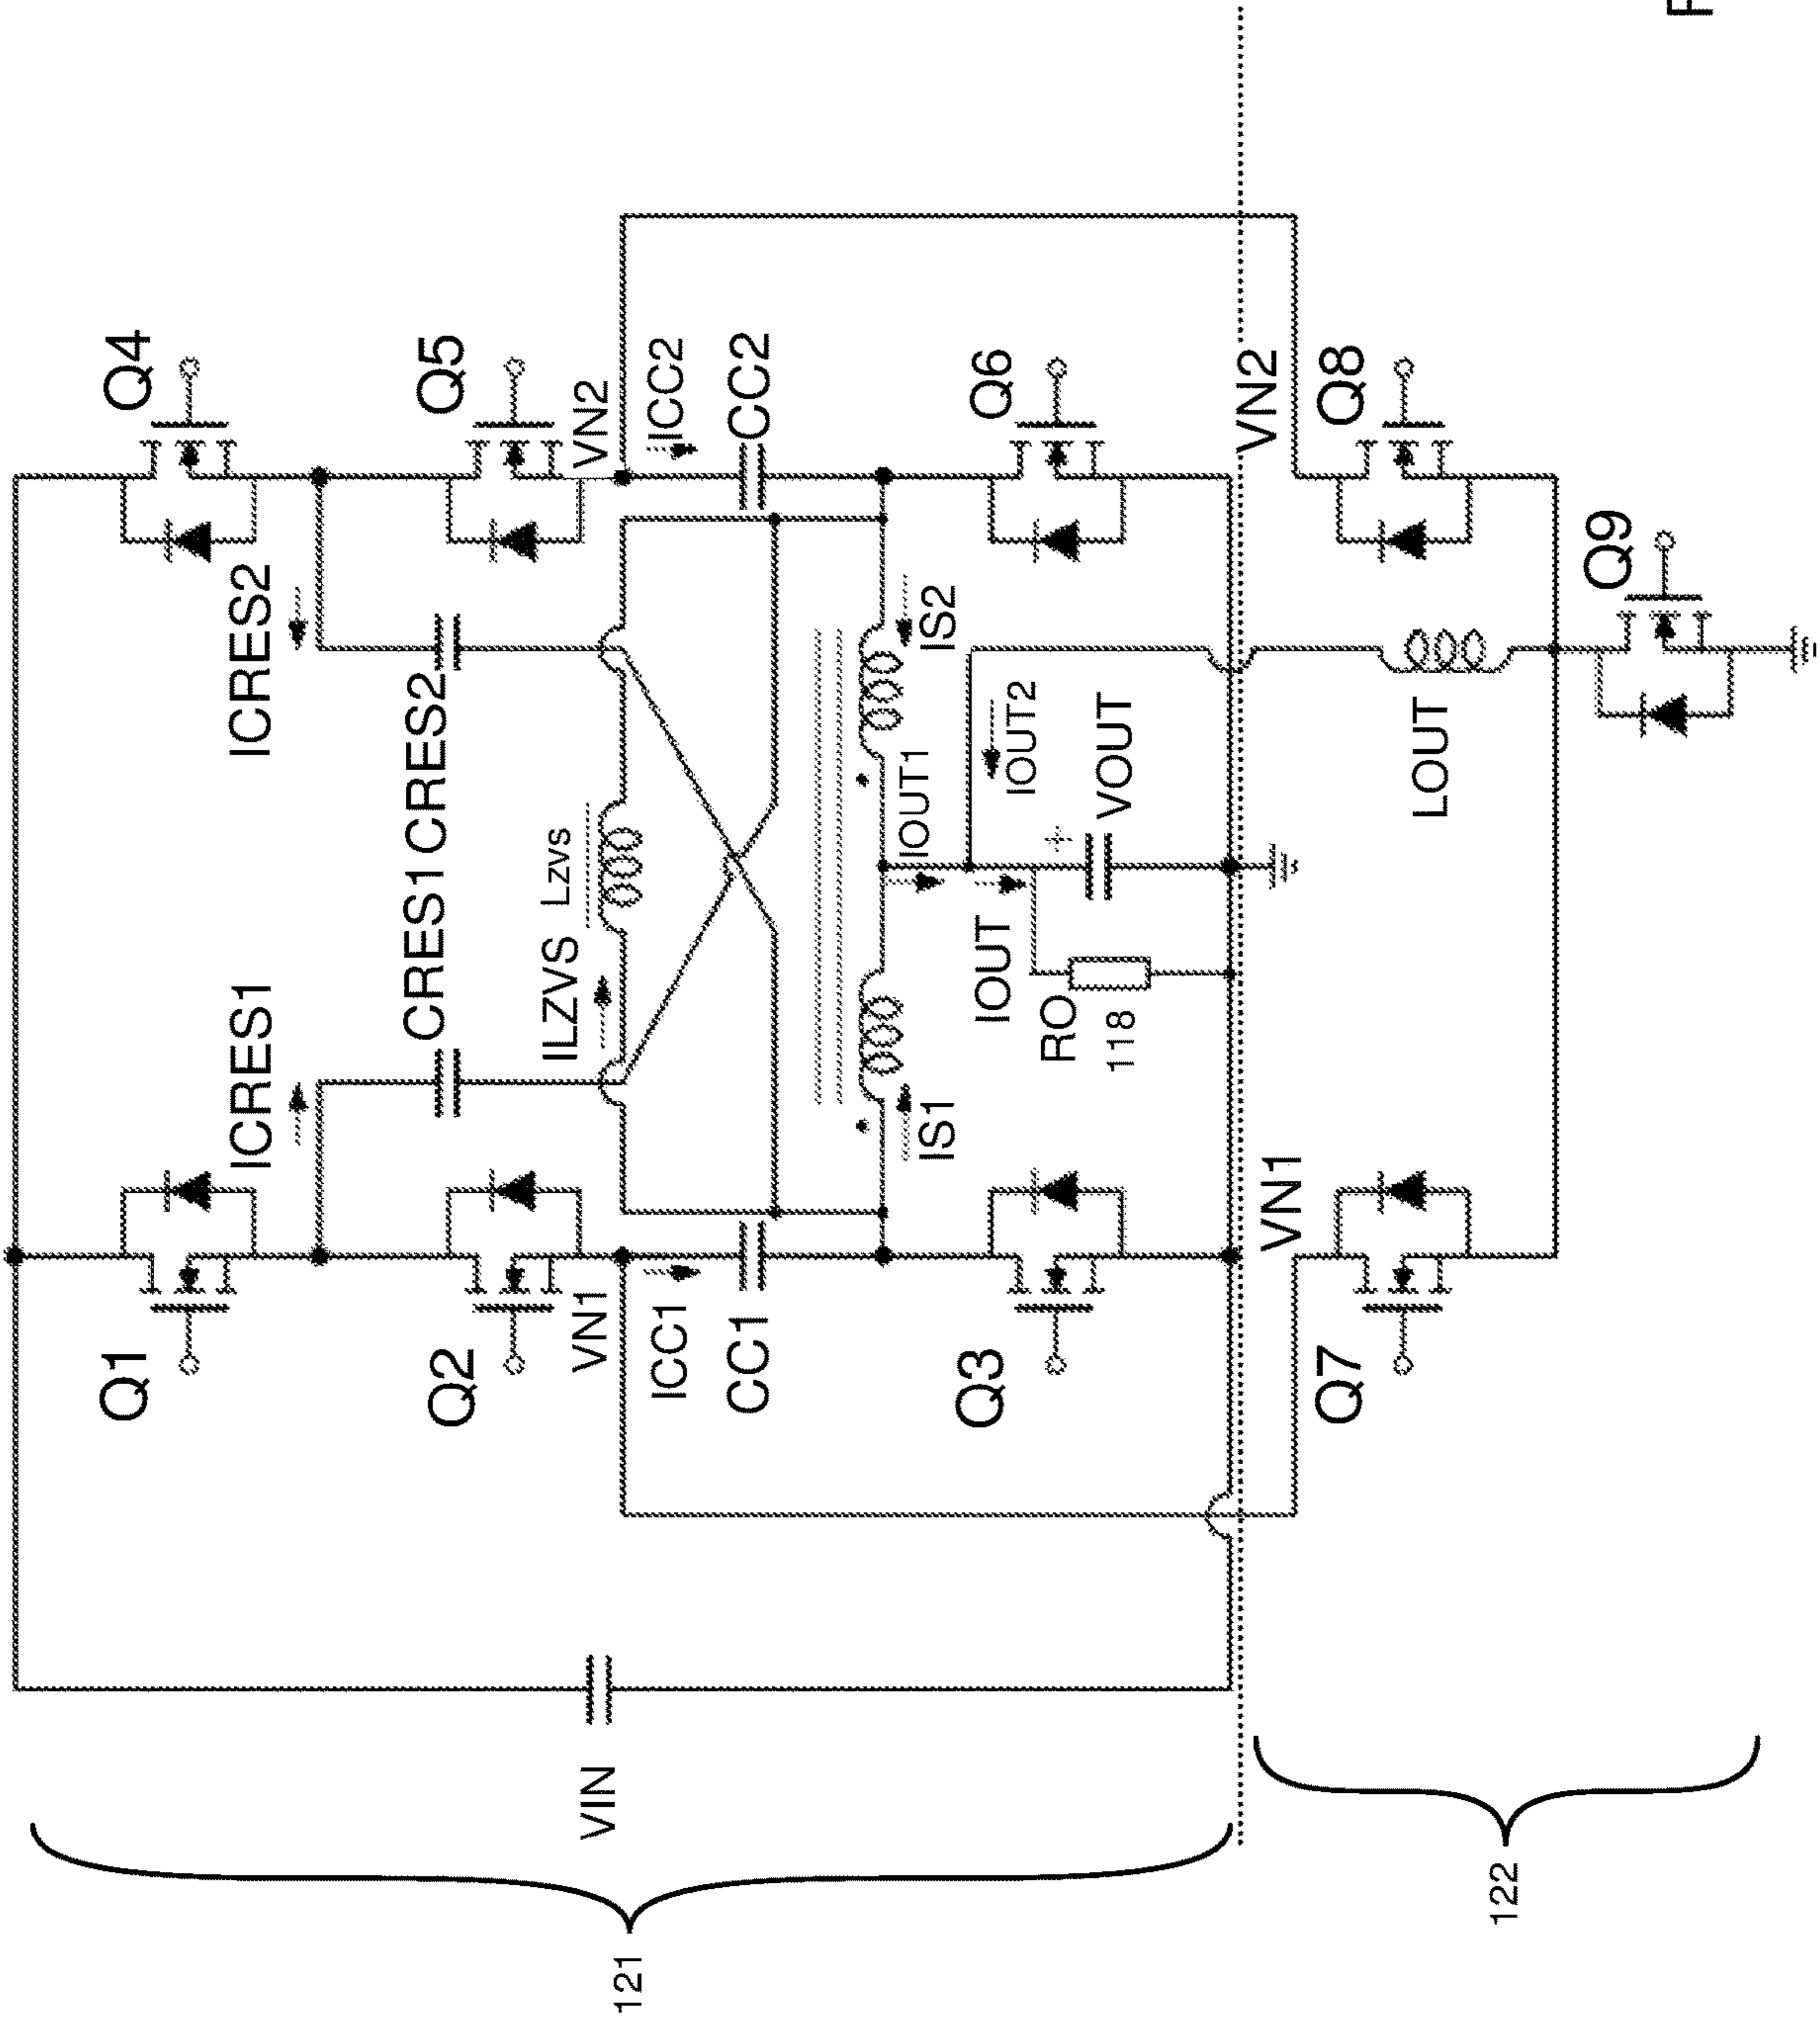 Q1
Q4
ICRES1
ICRES2
CRES1 CRES2
Q2
Q5
ILZVS
Lzvs
VN1
VN2
VIN
121
ICC1
ICC2
CC1
CC2
IOUT1
IS1
IS2
Q3
Q6
IOUT
IOUT2
RO
VOUT
+
118
VN1
VN2
Q7
Q8
LOUT
122
Q9